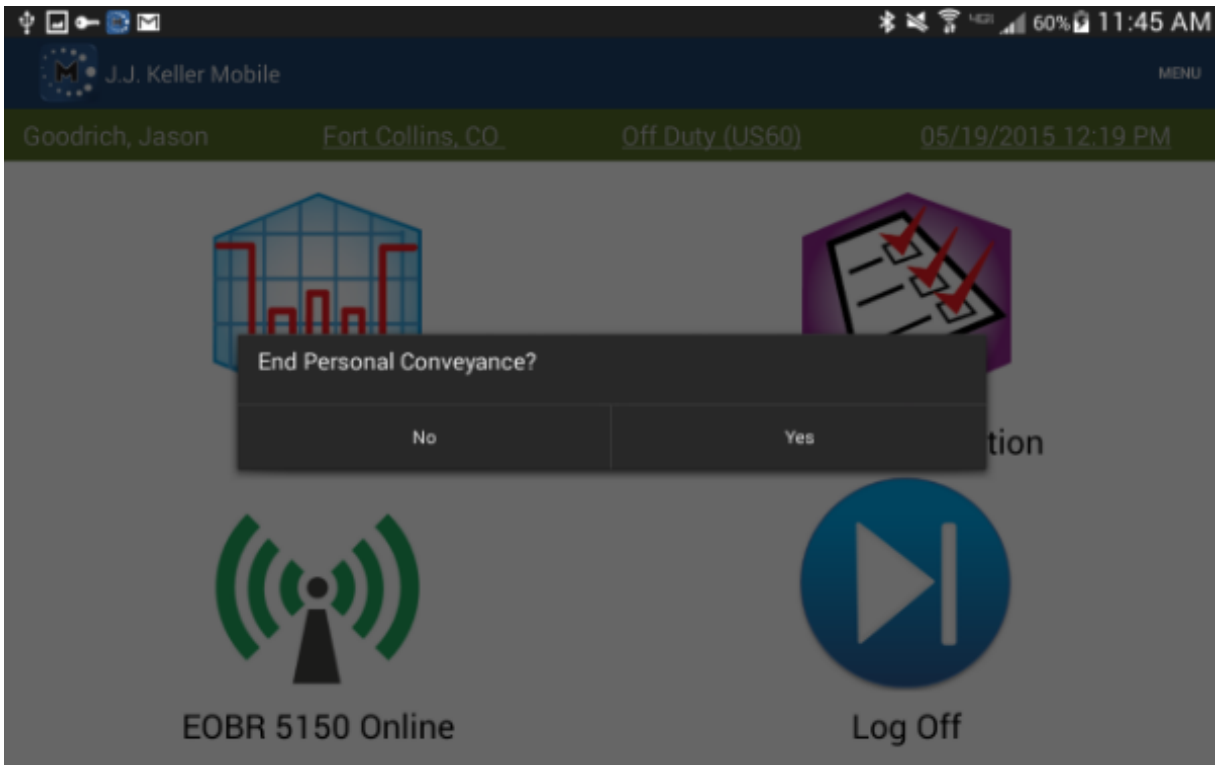 60% 11:45 AM
J.J. Keller Mobile MENU
Goodrich, Jason Fort Collins, CO Off Duty (US60) 05/19/2015 12:19 PM
End Personal Conveyance?
No Yes
tion
EOBR 5150 Online Log Off